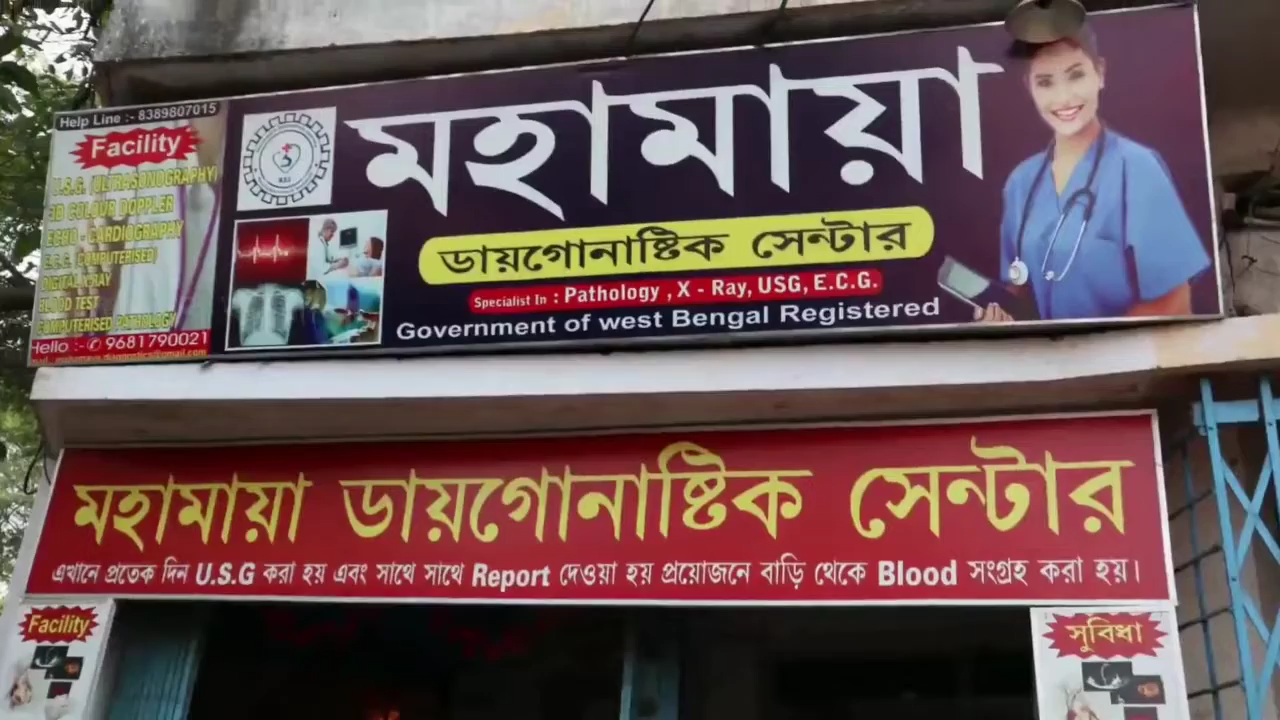 Help Line :- 8389807015
Facility
U.S.G. (ULTRASONOGRAPHY)
3D COLOUR DOPPLER
ECHO - CARDIOGRAPHY
E.C.G. (COMPUTERISED)
DIGITAL X-RAY
BLOOD TEST
COMPUTERISED PATHOLOGY
Hello :- 9681790021
মহামায়া
ডায়গোনাষ্টিক সেন্টার
Specialist In : Pathology , X - Ray, USG, E.C.G.
Government of west Bengal Registered
মহামায়া ডায়গোনাষ্টিক সেন্টার
এখানে প্রতেক দিন U.S.G করা হয় এবং সাথে সাথে Report দেওয়া হয় প্রয়োজনে বাড়ি থেকে Blood সংগ্রহ করা হয়।
Facility
সুবিধা